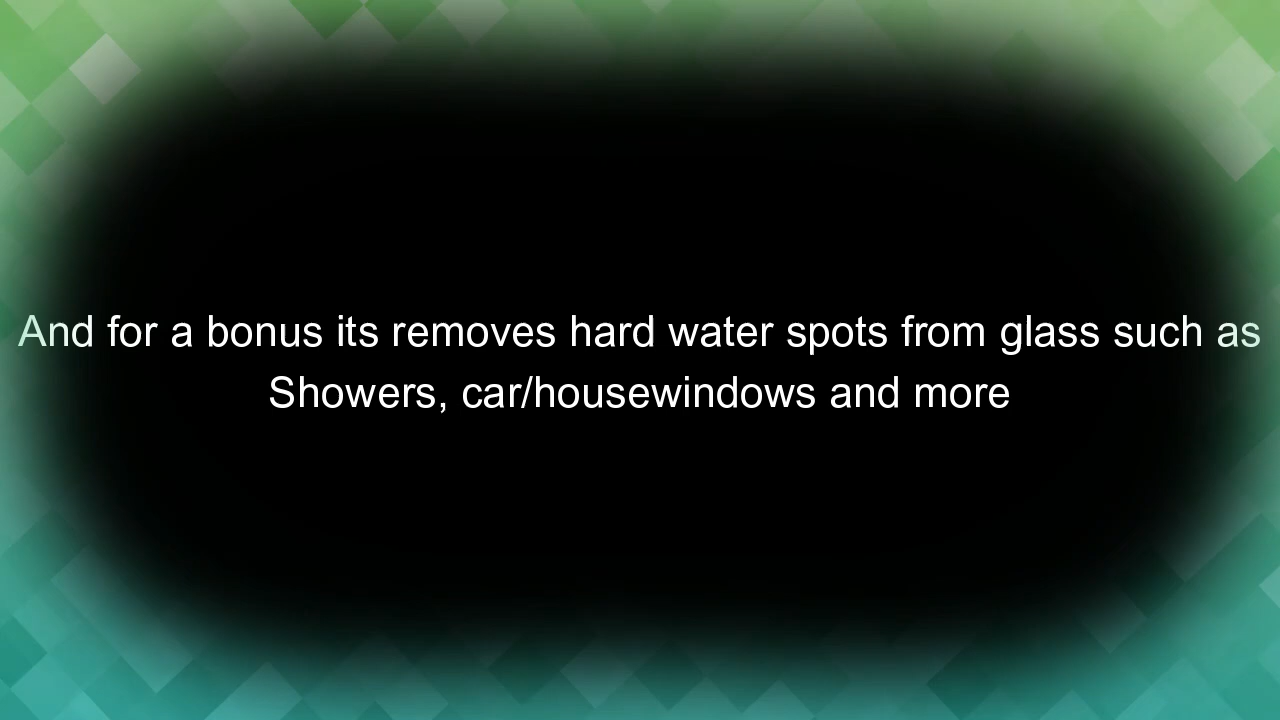 And for a bonus its removes hard water spots from glass such as
Showers, car/housewindows and more